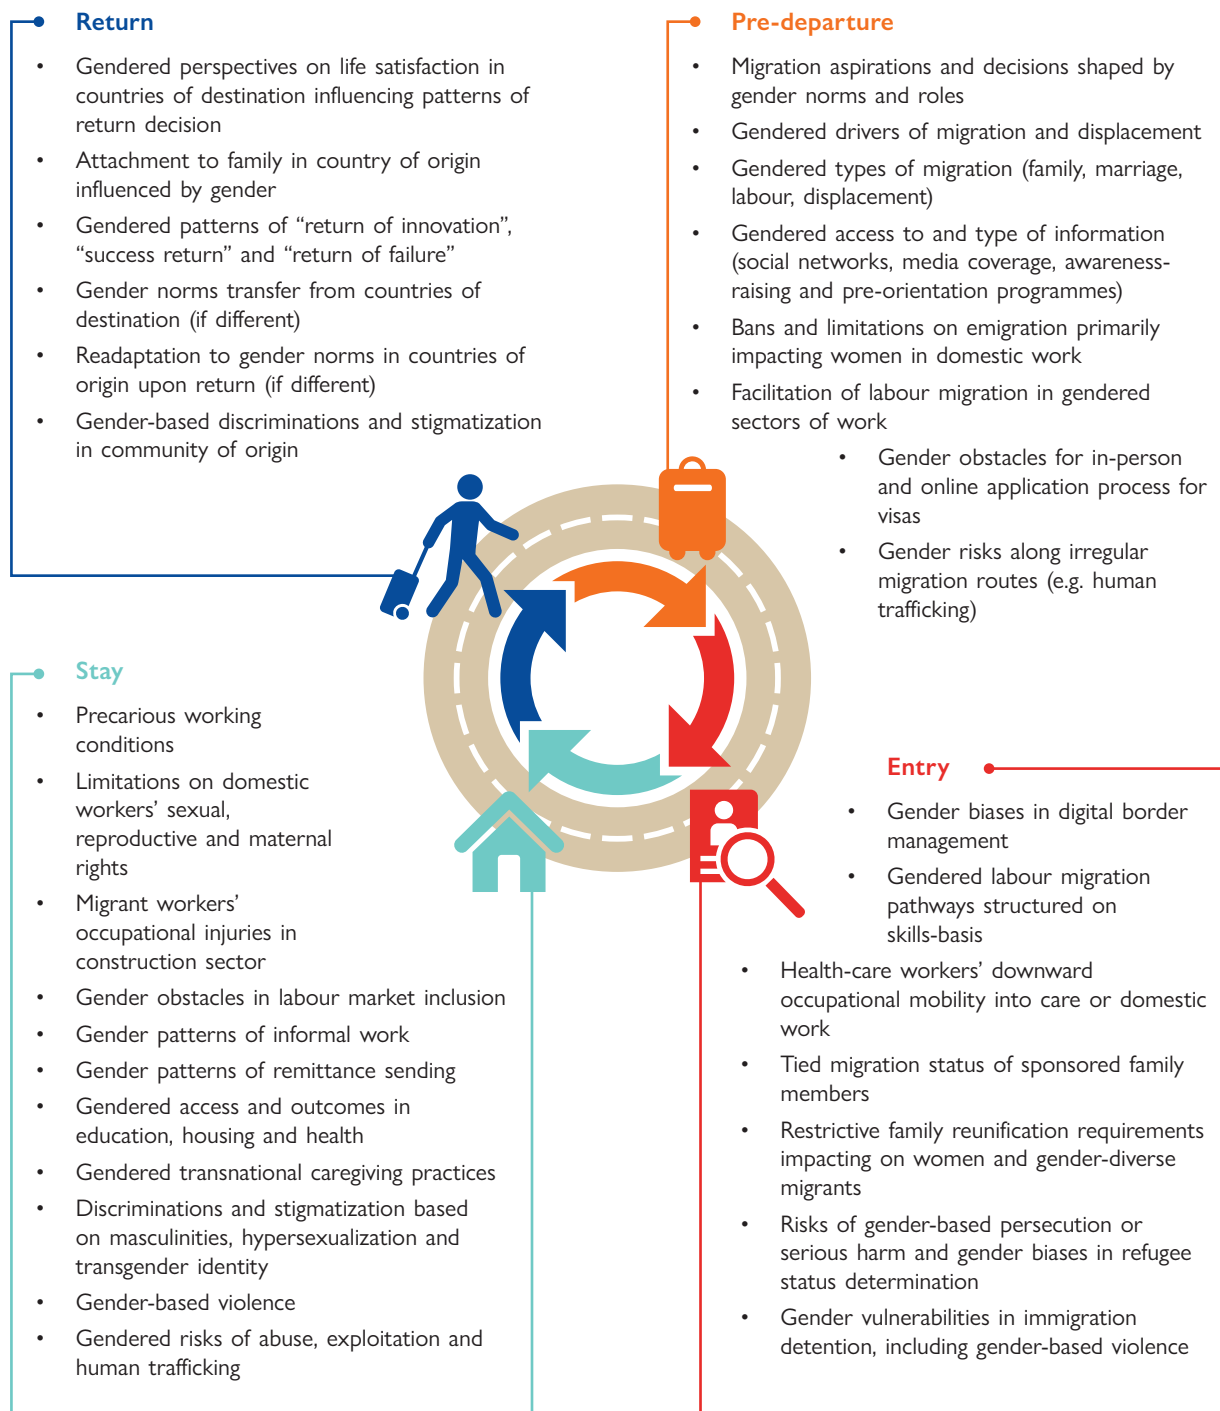 Return
• Gendered perspectives on life satisfaction in
countries of destination influencing patterns of
return decision
• Attachment to family in country of origin
influenced by gender
• Gendered patterns of “return of innovation”,
“success return” and “return of failure”
• Gender norms transfer from countries of
destination (if different)
• Readaptation to gender norms in countries of
origin upon return (if different)
• Gender-based discriminations and stigmatization
in community of origin
Pre-departure
• Migration aspirations and decisions shaped by
gender norms and roles
• Gendered drivers of migration and displacement
• Gendered types of migration (family, marriage,
labour, displacement)
• Gendered access to and type of information
(social networks, media coverage, awareness-
raising and pre-orientation programmes)
• Bans and limitations on emigration primarily
impacting women in domestic work
• Facilitation of labour migration in gendered
sectors of work
• Gender obstacles for in-person
and online application process for
visas
• Gender risks along irregular
migration routes (e.g. human
trafficking)
Stay
• Precarious working
conditions
• Limitations on domestic
workers’ sexual,
reproductive and maternal
rights
• Migrant workers’
occupational injuries in
construction sector
• Gender obstacles in labour market inclusion
• Gender patterns of informal work
• Gender patterns of remittance sending
• Gendered access and outcomes in
education, housing and health
• Gendered transnational caregiving practices
• Discriminations and stigmatization based
on masculinities, hypersexualization and
transgender identity
• Gender-based violence
• Gendered risks of abuse, exploitation and
human trafficking
Entry
• Gender biases in digital border
management
• Gendered labour migration
pathways structured on
skills-basis
• Health-care workers’ downward
occupational mobility into care or domestic
work
• Tied migration status of sponsored family
members
• Restrictive family reunification requirements
impacting on women and gender-diverse
migrants
• Risks of gender-based persecution or
serious harm and gender biases in refugee
status determination
• Gender vulnerabilities in immigration
detention, including gender-based violence